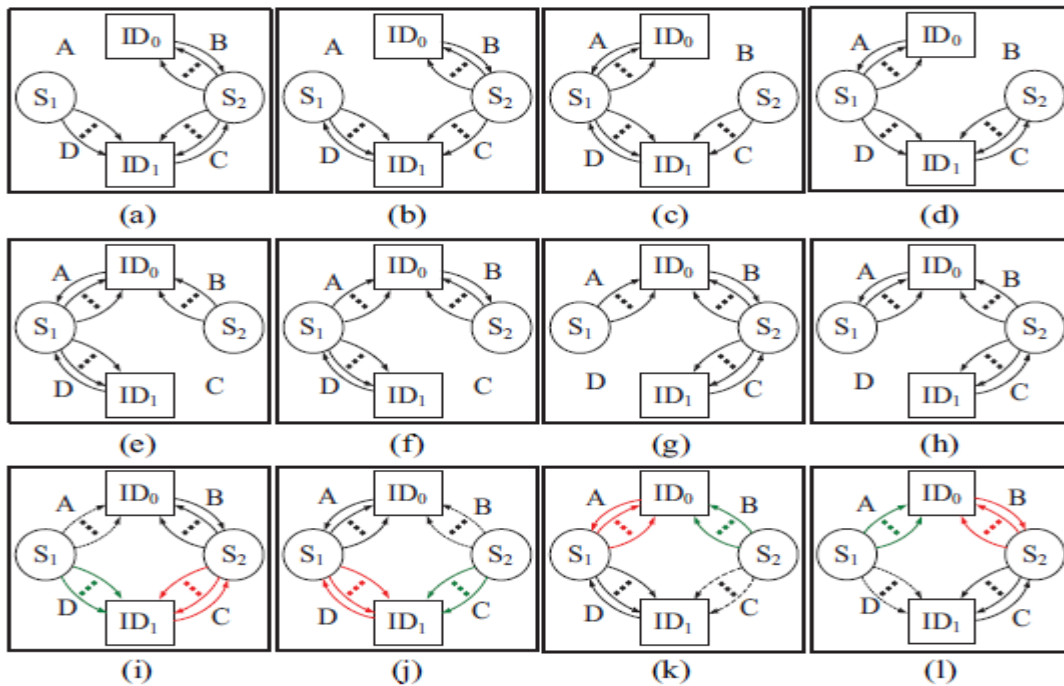 A ID₀ B
S₁ S₂
D ID₁ C
(a)
ID₀ B
S₁ S₂
D ID₁ C
(b)
A ID₀ B
S₁ S₂
D ID₁ C
(c)
A ID₀ B
S₁ S₂
D ID₁ C
(d)
A ID₀ B
S₁ S₂
D ID₁ C
(e)
A ID₀ B
S₁ S₂
D ID₁ C
(f)
A ID₀ B
S₁ S₂
D ID₁ C
(g)
A ID₀ B
S₁ S₂
D ID₁ C
(h)
A ID₀ B
S₁ S₂
D ID₁ C
(i)
A ID₀ B
S₁ S₂
D ID₁ C
(j)
A ID₀ B
S₁ S₂
D ID₁ C
(k)
A ID₀ B
S₁ S₂
D ID₁ C
(l)